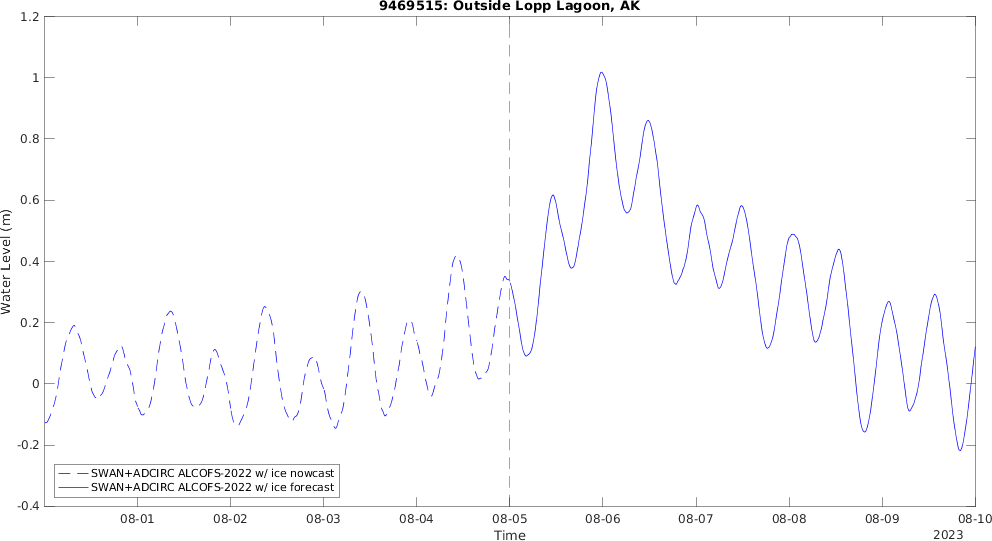 9469515: Outside Lopp Lagoon, AK
1.2
1
0.8
0.6
0.4
0.2
0
-0.2
-0.4
Water Level (m)
SWAN+ADCIRC ALCOFS-2022 w/ ice nowcast
SWAN+ADCIRC ALCOFS-2022 w/ ice forecast
08-01 08-02 08-03 08-04 08-05 08-06 08-07 08-08 08-09 08-10
Time
2023